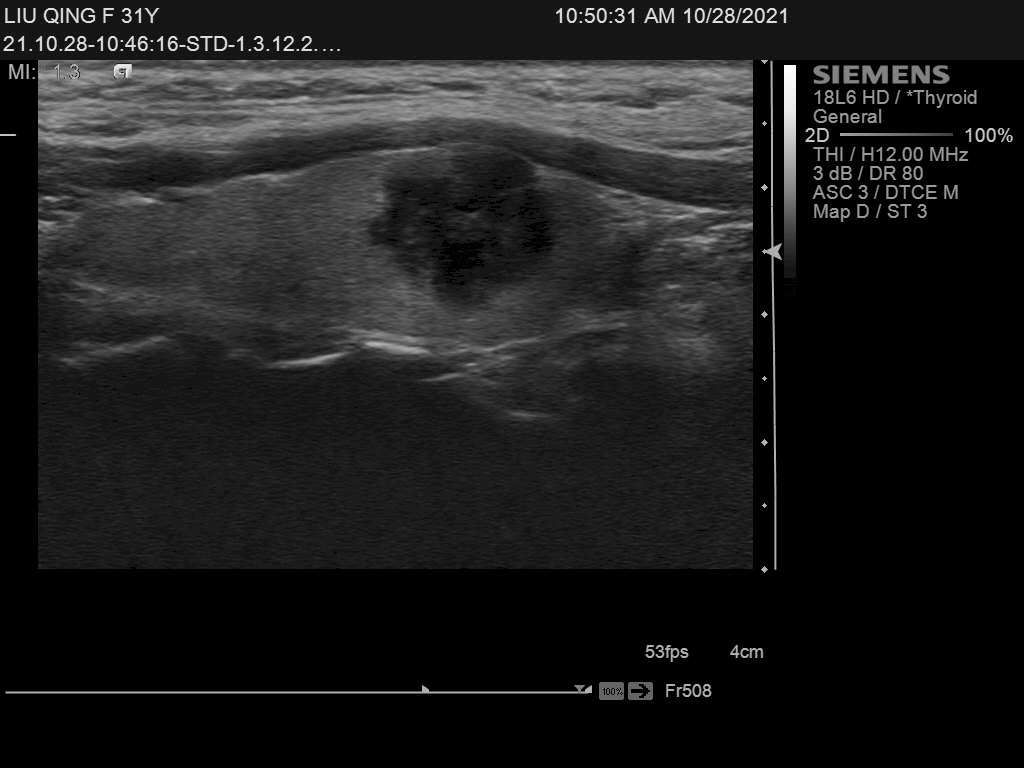 LIU QING F 31Y
10:50:31 AM 10/28/2021
21.10.28-10:46:16-STD-1.3.12.2....
MI: 1.3
SIEMENS
18L6 HD / *Thyroid
General
2D 100%
THI / H12.00 MHz
3 dB / DR 80
ASC 3 / DTCE M
Map D / ST 3
53fps 4cm
100% Fr508